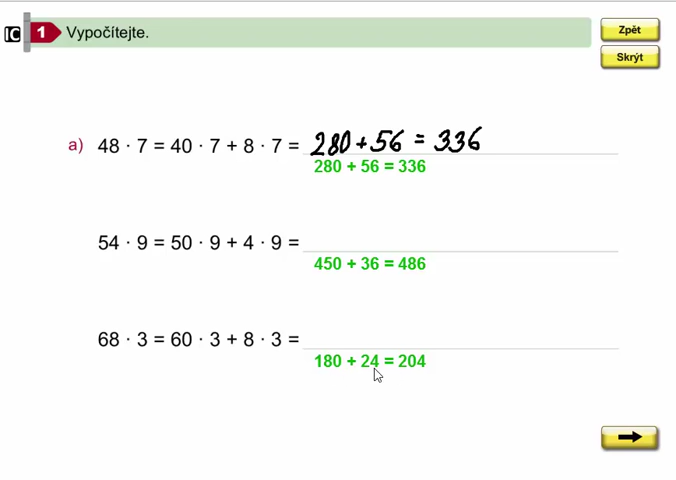 IC 1 Vypočítejte. Zpět
Skrýt
a) 48 · 7 = 40 · 7 + 8 · 7 = 280 + 56 = 336
280 + 56 = 336
54 · 9 = 50 · 9 + 4 · 9 =
450 + 36 = 486
68 · 3 = 60 · 3 + 8 · 3 =
180 + 24 = 204